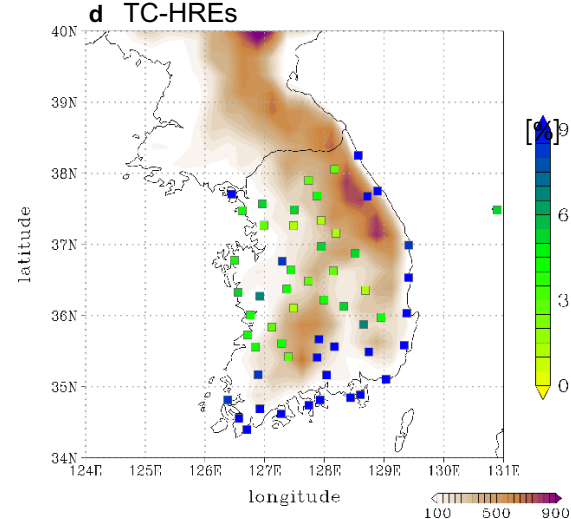 d TC-HREs
40N
39N
38N
37N
36N
35N
34N
latitude
124E 125E 126E 127E 128E 129E 130E 131E
longitude
[%]
9
6
3
0
100 500 900